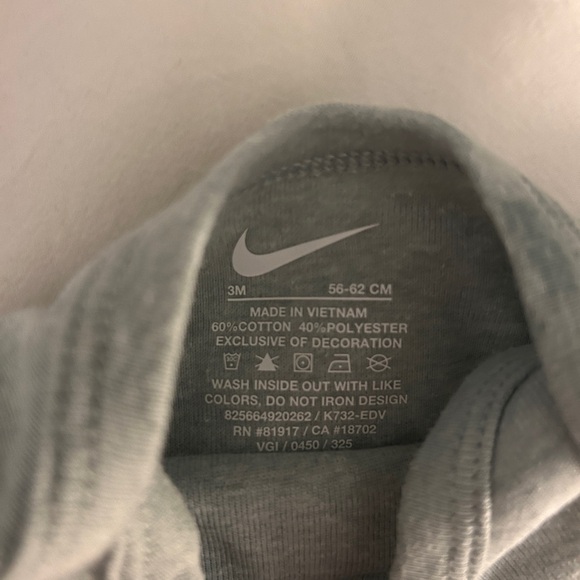 3M 56-62 CM
MADE IN VIETNAM
60%COTTON 40%POLYESTER
EXCLUSIVE OF DECORATION
WASH INSIDE OUT WITH LIKE
COLORS, DO NOT IRON DESIGN
825664920262 / K732-EDV
RN #81917 / CA #18702
VGI / 0450 / 325